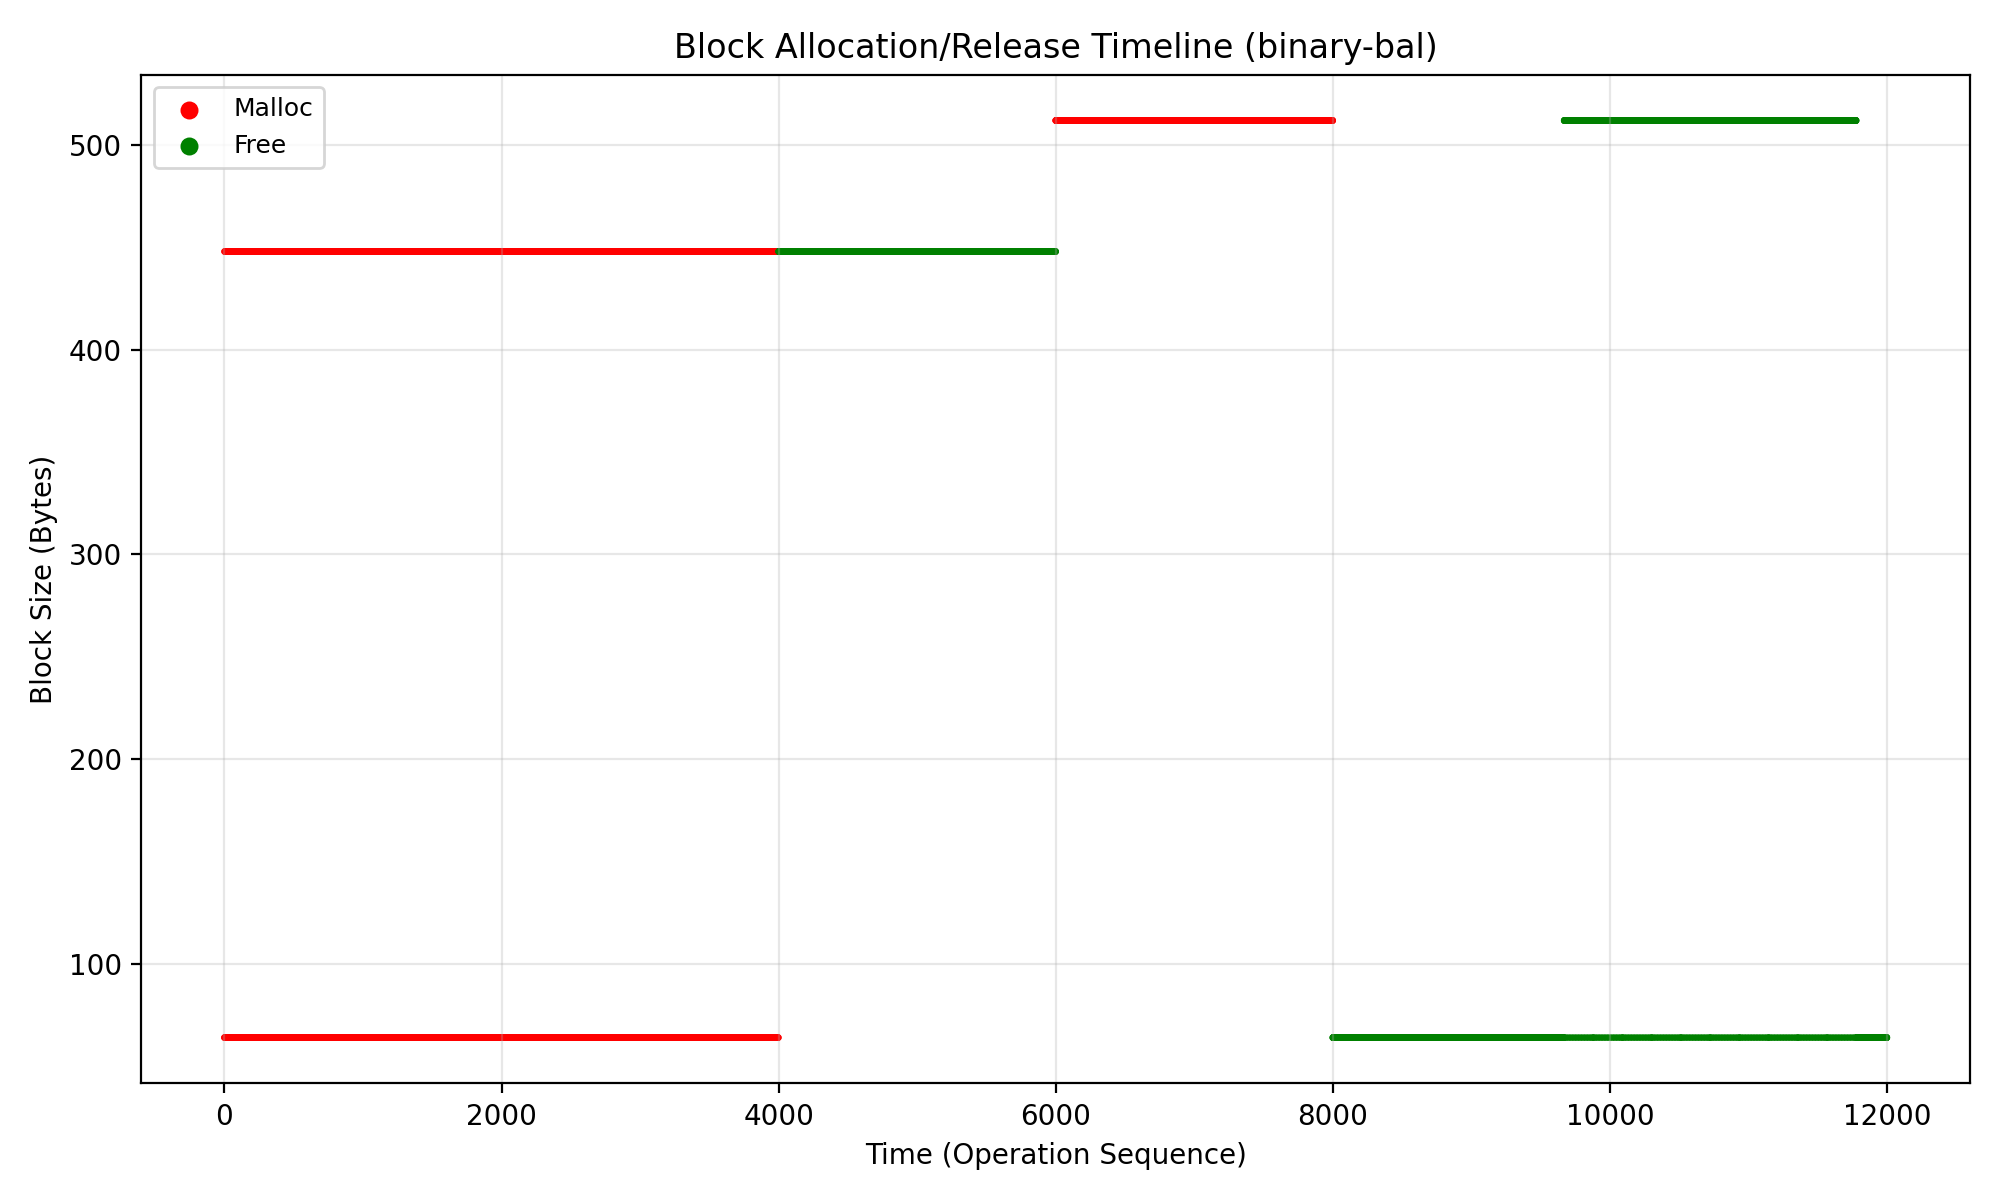 Block Allocation/Release Timeline (binary-bal)
Malloc
Free
500
400
300
200
100
Block Size (Bytes)
0 2000 4000 6000 8000 10000 12000
Time (Operation Sequence)